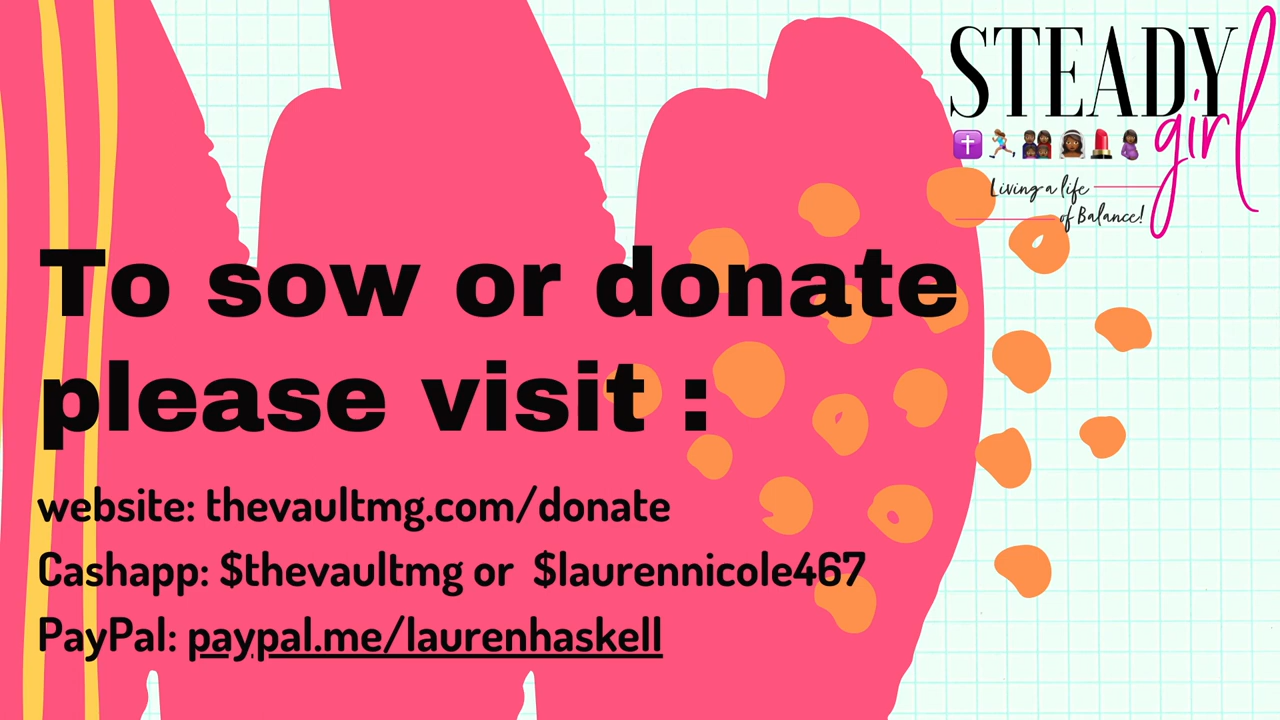 STEADY
girl
Living a life
of Balance!
To sow or donate
please visit :
website: thevaultmg.com/donate
Cashapp: $thevaultmg or $laurennicole467
PayPal: paypal.me/laurenhaskell